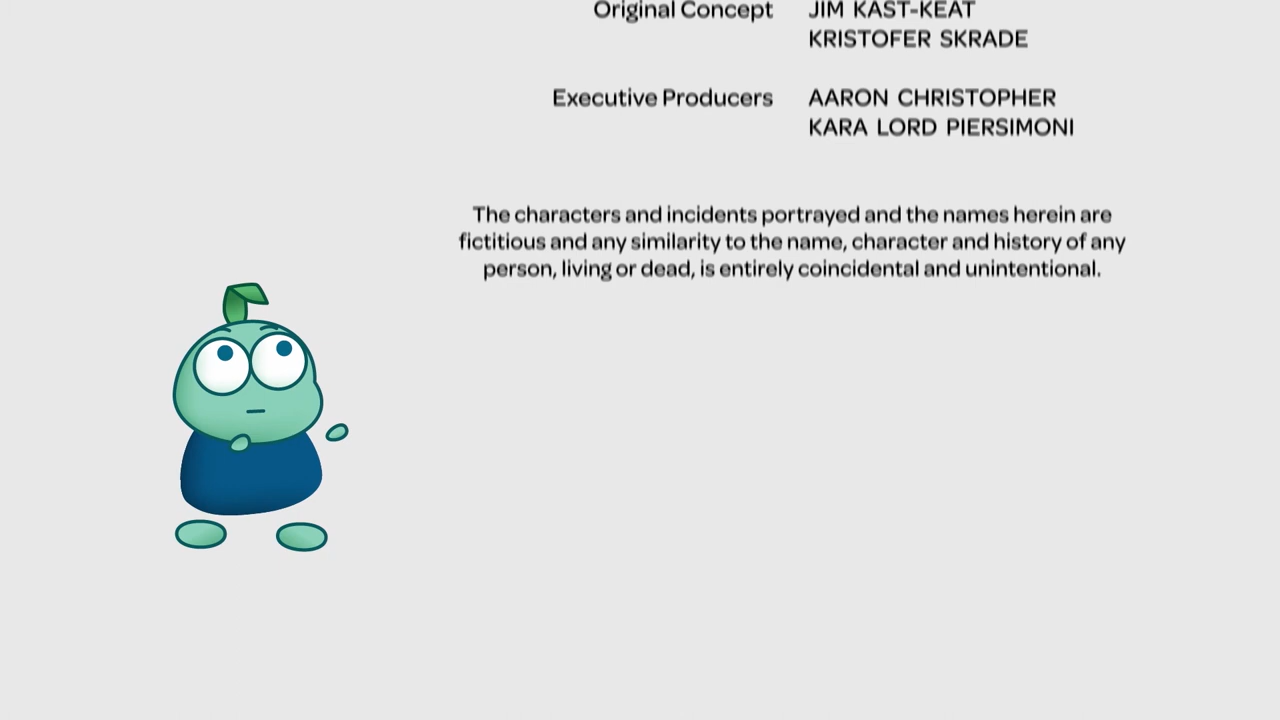 Original Concept JIM KAST-KEAT
KRISTOFER SKRADE
Executive Producers AARON CHRISTOPHER
KARA LORD PIERSIMONI
The characters and incidents portrayed and the names herein are
fictitious and any similarity to the name, character and history of any
person, living or dead, is entirely coincidental and unintentional.